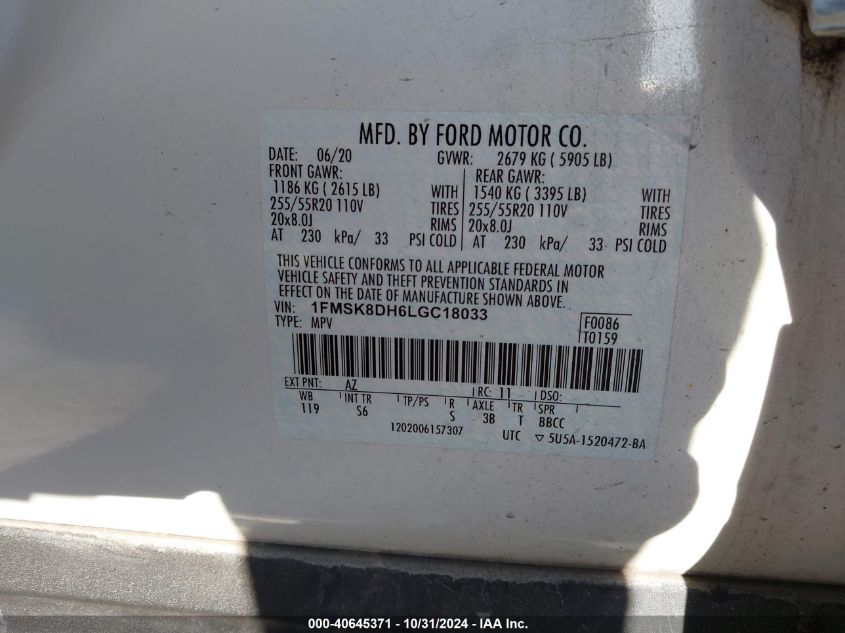 MFD. BY FORD MOTOR CO.
DATE: 06/20 GVWR: 2679 KG ( 5905 LB)
FRONT GAWR: REAR GAWR:
1186 KG ( 2615 LB) WITH 1540 KG ( 3395 LB) WITH
255/55R20 110V TIRES 255/55R20 110V TIRES
20x8.0J RIMS 20x8.0J RIMS
AT 230 kPa/ 33 PSI COLD AT 230 kPa/ 33 PSI COLD
THIS VEHICLE CONFORMS TO ALL APPLICABLE FEDERAL MOTOR
VEHICLE SAFETY AND THEFT PREVENTION STANDARDS IN
EFFECT ON THE DATE OF MANUFACTURE SHOWN ABOVE.
VIN: 1FMSK8DH6LGC18033
TYPE: MPV
F0086
T0159
EXT PNT: AZ RC: 11 DSO:
WB INT TR TP/PS R AXLE TR SPR
119 S6 S 3B T BBCC
1202006157307 UTC ▽ 5U5A-1520472-BA
000-40645371 - 10/31/2024 - IAA Inc.